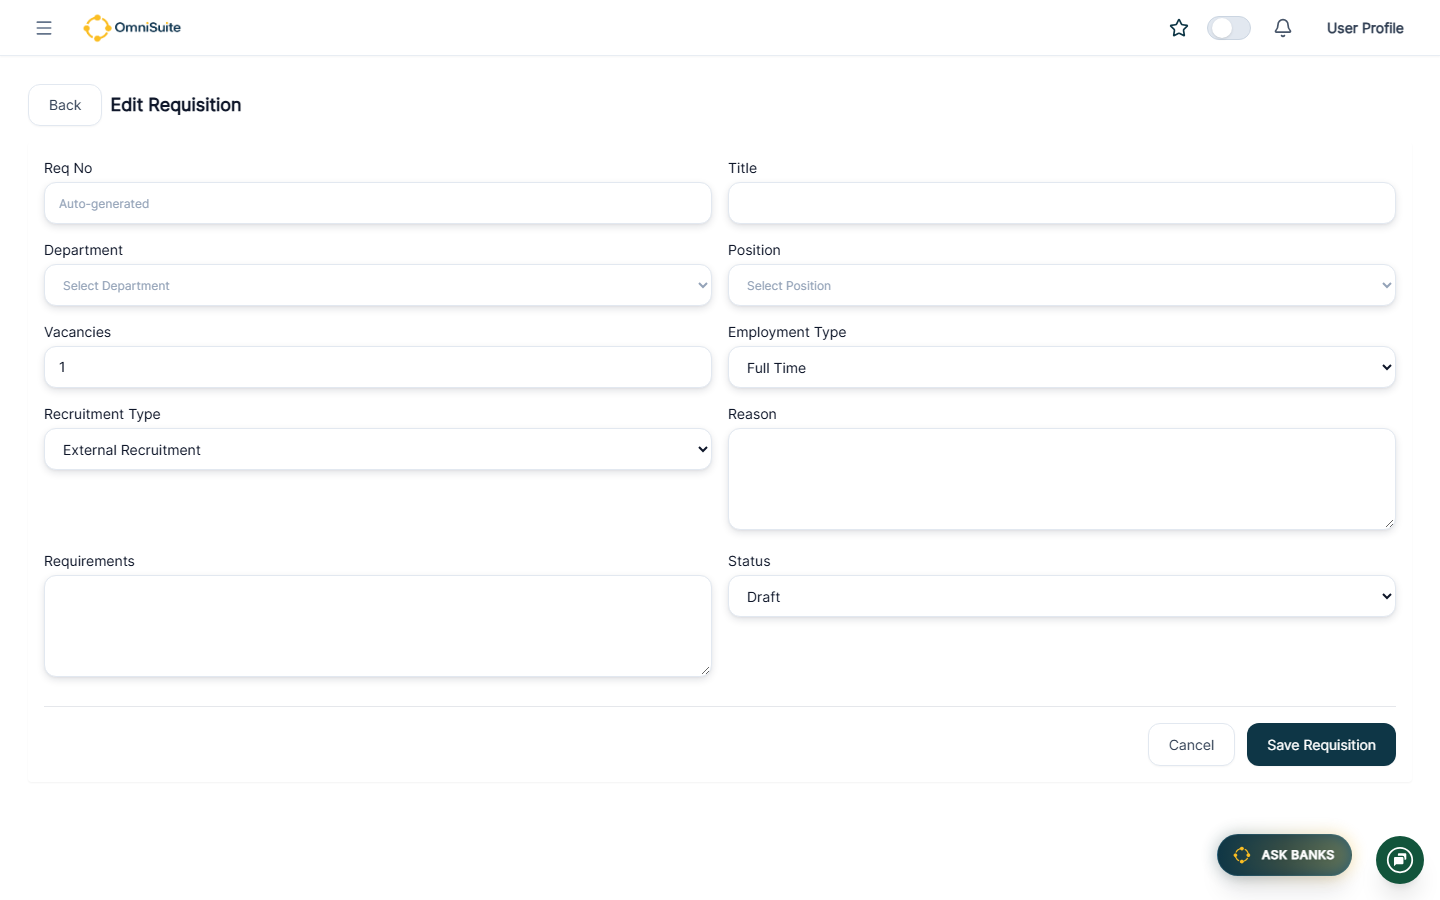 OmniSuite
User Profile
Back
Edit Requisition
Req No
Title
Auto-generated
Department
Position
Select Department
Select Position
Vacancies
Employment Type
1
Full Time
Recruitment Type
Reason
External Recruitment
Requirements
Status
Draft
Cancel
Save Requisition
ASK BANKS